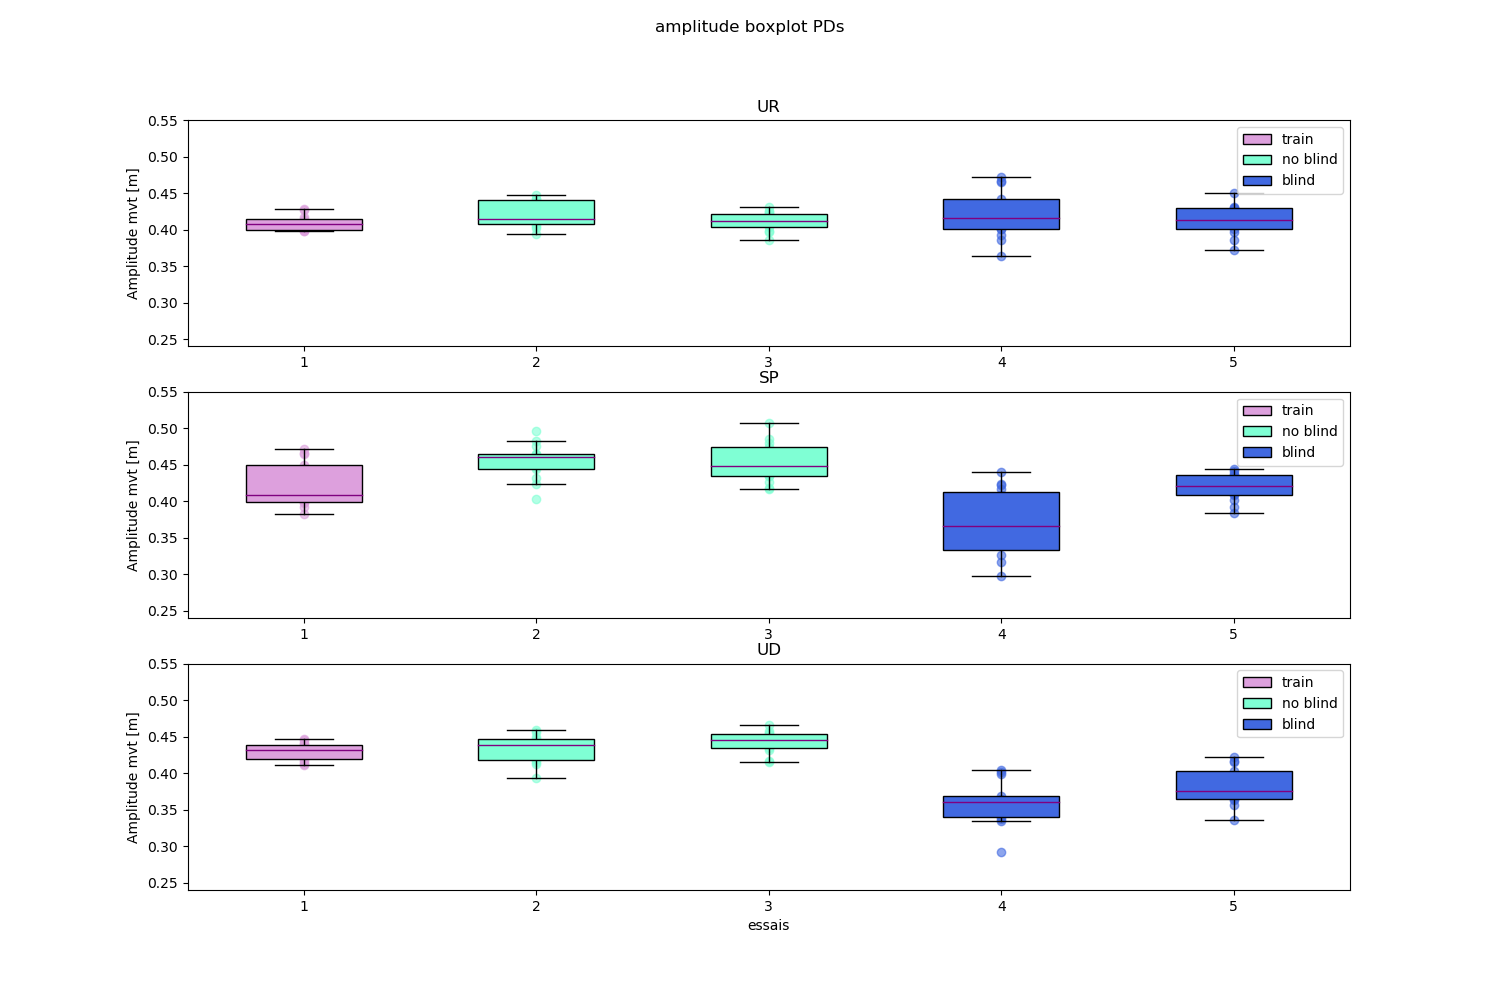 amplitude boxplot PDs
UR
Amplitude mvt [m]
0.55
0.50
0.45
0.40
0.35
0.30
0.25
train
no blind
blind
1 2 3 4 5
SP
Amplitude mvt [m]
0.55
0.50
0.45
0.40
0.35
0.30
0.25
train
no blind
blind
1 2 3 4 5
UD
Amplitude mvt [m]
0.55
0.50
0.45
0.40
0.35
0.30
0.25
train
no blind
blind
1 2 3 4 5
essais